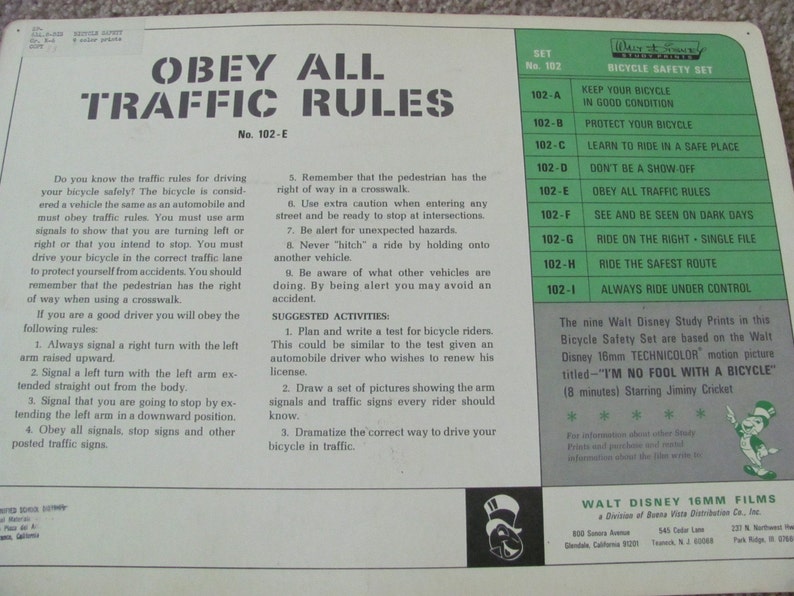 614.8-DIS BICYCLE SAFETY
Gr. K-6 9 color prints
COPY
OBEY ALL
TRAFFIC RULES
No. 102-E
Do you know the traffic rules for driving
your bicycle safely? The bicycle is consid-
ered a vehicle the same as an automobile and
must obey traffic rules. You must use arm
signals to show that you are turning left or
right or that you intend to stop. You must
drive your bicycle in the correct traffic lane
to protect yourself from accidents. You should
remember that the pedestrian has the right
of way when using a crosswalk.
If you are a good driver you will obey the
following rules:
1. Always signal a right turn with the left
arm raised upward.
2. Signal a left turn with the left arm ex-
tended straight out from the body.
3. Signal that you are going to stop by ex-
tending the left arm in a downward position.
4. Obey all signals, stop signs and other
posted traffic signs.
5. Remember that the pedestrian has the
right of way in a crosswalk.
6. Use extra caution when entering any
street and be ready to stop at intersections.
7. Be alert for unexpected hazards.
8. Never "hitch" a ride by holding onto
another vehicle.
9. Be aware of what other vehicles are
doing. By being alert you may avoid an
accident.
SUGGESTED ACTIVITIES:
1. Plan and write a test for bicycle riders.
This could be similar to the test given an
automobile driver who wishes to renew his
license.
2. Draw a set of pictures showing the arm
signals and traffic signs every rider should
know.
3. Dramatize the correct way to drive your
bicycle in traffic.
SET
No. 102
WALT DISNEY
STUDY PRINTS
BICYCLE SAFETY SET
102-A KEEP YOUR BICYCLE
IN GOOD CONDITION
102-B PROTECT YOUR BICYCLE
102-C LEARN TO RIDE IN A SAFE PLACE
102-D DON'T BE A SHOW-OFF
102-E OBEY ALL TRAFFIC RULES
102-F SEE AND BE SEEN ON DARK DAYS
102-G RIDE ON THE RIGHT • SINGLE FILE
102-H RIDE THE SAFEST ROUTE
102-I ALWAYS RIDE UNDER CONTROL
The nine Walt Disney Study Prints in this
Bicycle Safety Set are based on the Walt
Disney 16mm TECHNICOLOR® motion picture
titled—"I'M NO FOOL WITH A BICYCLE"
(8 minutes) Starring Jiminy Cricket
* * * * *
For information about other Study
Prints and purchase and rental
information about the film write to:
WALT DISNEY 16MM FILMS
a Division of Buena Vista Distribution Co., Inc.
800 Sonora Avenue
Glendale, California 91201
545 Cedar Lane
Teaneck, N. J.
237 N. Northwest Hw
Park Ridge, Ill.
SCHOOL
Materials
Plaza del
California